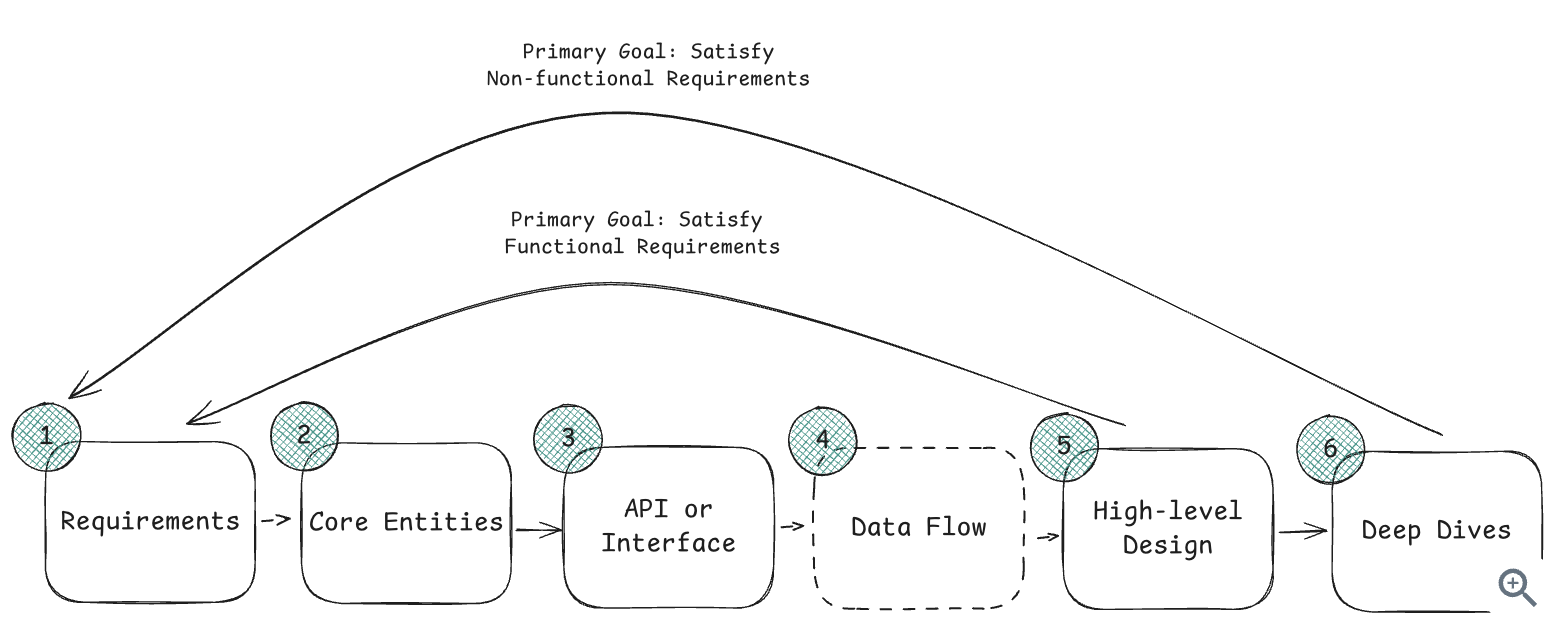 Primary Goal: Satisfy
Non-functional Requirements
Primary Goal: Satisfy
Functional Requirements
1
2
3
4
5
6
Requirements
Core Entities
API or
Interface
Data Flow
High-level
Design
Deep Dives